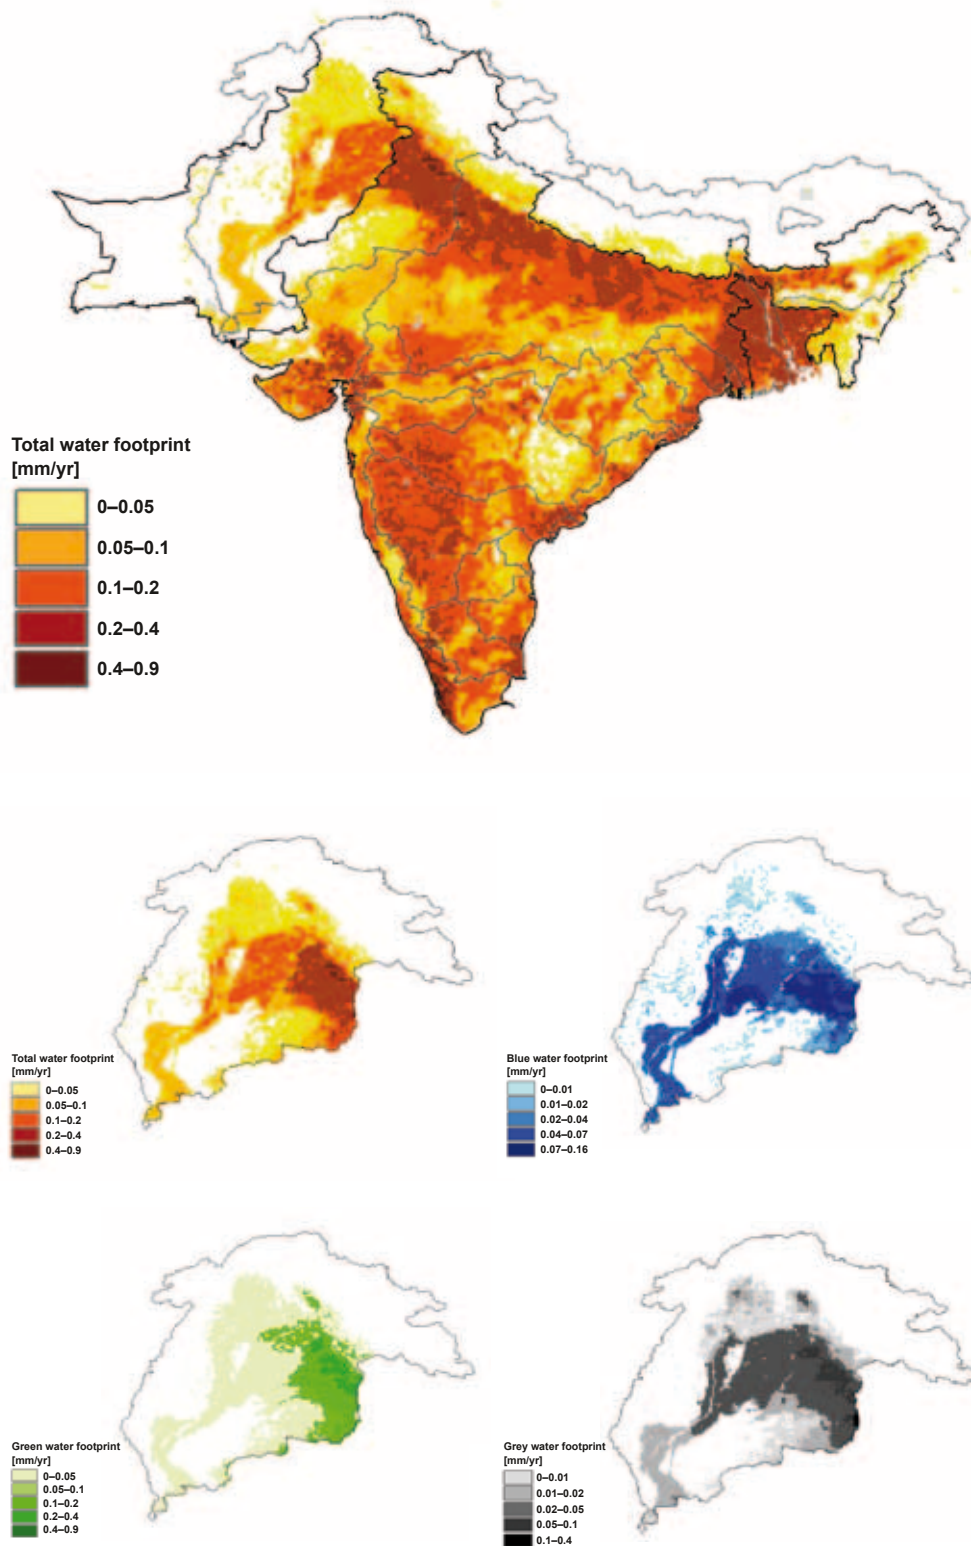 Total water footprint
[mm/yr]
0–0.05
0.05–0.1
0.1–0.2
0.2–0.4
0.4–0.9
Total water footprint
[mm/yr]
0–0.05
0.05–0.1
0.1–0.2
0.2–0.4
0.4–0.9
Blue water footprint
[mm/yr]
0–0.01
0.01–0.02
0.02–0.04
0.04–0.07
0.07–0.16
Green water footprint
[mm/yr]
0–0.05
0.05–0.1
0.1–0.2
0.2–0.4
0.4–0.9
Grey water footprint
[mm/yr]
0–0.01
0.01–0.02
0.02–0.05
0.05–0.1
0.1–0.4